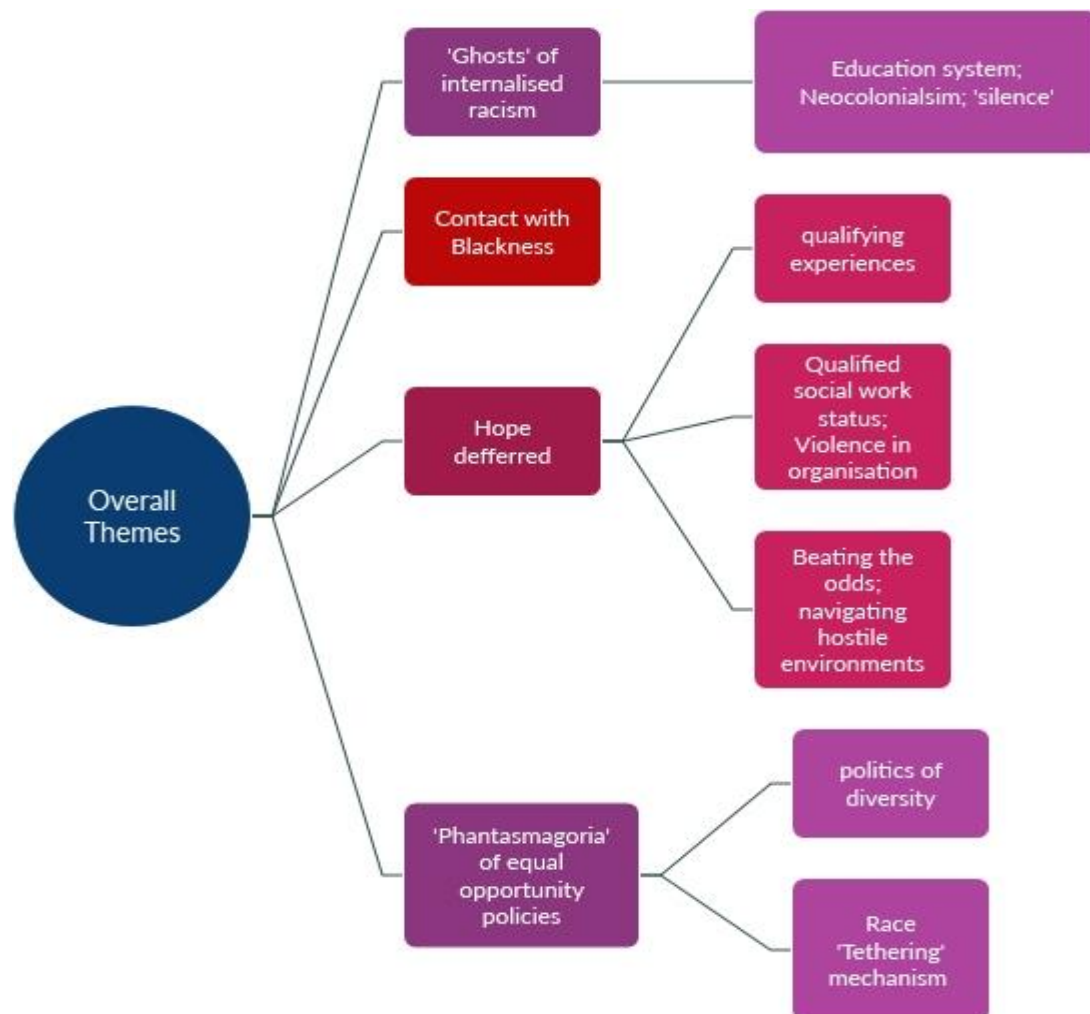 'Ghosts' of
internalised
racism
Education system;
Neocolonialsim; 'silence'
Contact with
Blackness
qualifying
experiences
Qualified
social work
status;
Violence in
organisation
Hope
defferred
Beating the
odds;
navigating
hostile
environments
Overall
Themes
politics of
diversity
'Phantasmagoria'
of equal
opportunity
policies
Race
'Tethering'
mechanism